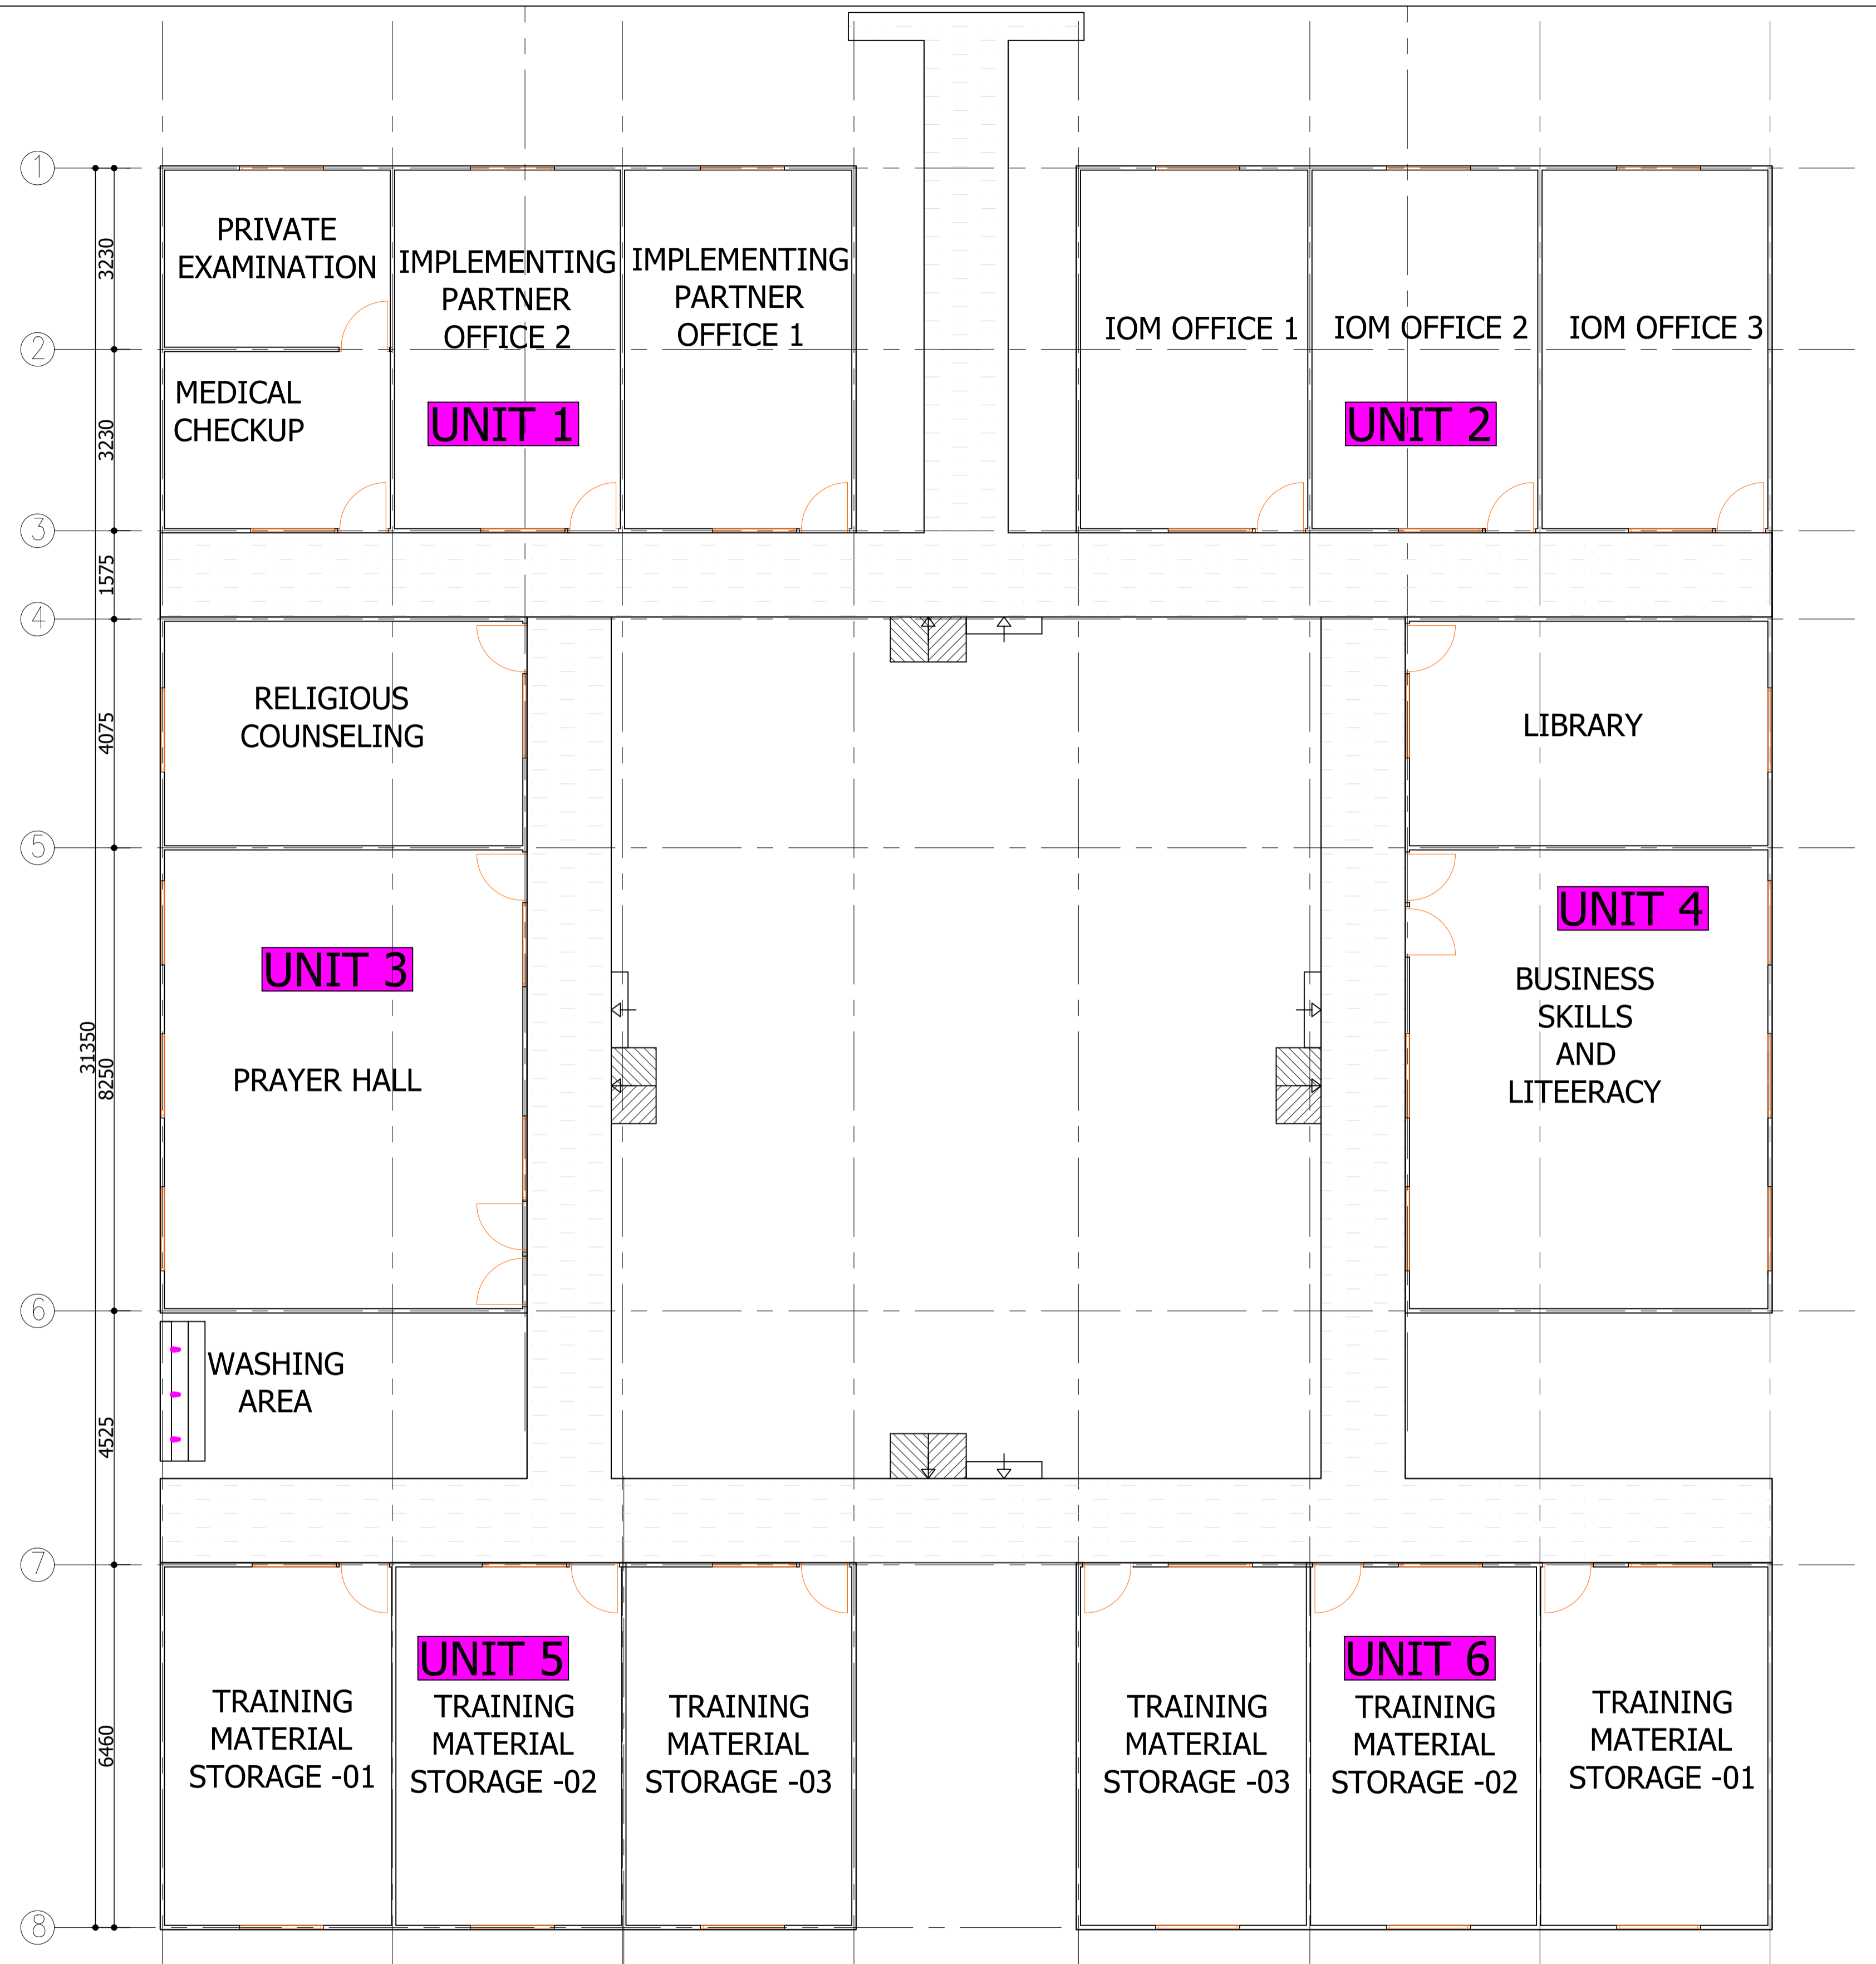 1
2
3
4
5
6
7
8
3230
3230
1575
4075
8250
31350
4525
6460
PRIVATE
EXAMINATION
MEDICAL
CHECKUP
IMPLEMENTING
PARTNER
OFFICE 2
IMPLEMENTING
PARTNER
OFFICE 1
UNIT 1
IOM OFFICE 1
IOM OFFICE 2
IOM OFFICE 3
UNIT 2
RELIGIOUS
COUNSELING
UNIT 3
PRAYER HALL
WASHING
AREA
LIBRARY
UNIT 4
BUSINESS
SKILLS
AND
LITEERACY
UNIT 5
TRAINING
MATERIAL
STORAGE -01
TRAINING
MATERIAL
STORAGE -02
TRAINING
MATERIAL
STORAGE -03
UNIT 6
TRAINING
MATERIAL
STORAGE -03
TRAINING
MATERIAL
STORAGE -02
TRAINING
MATERIAL
STORAGE -01